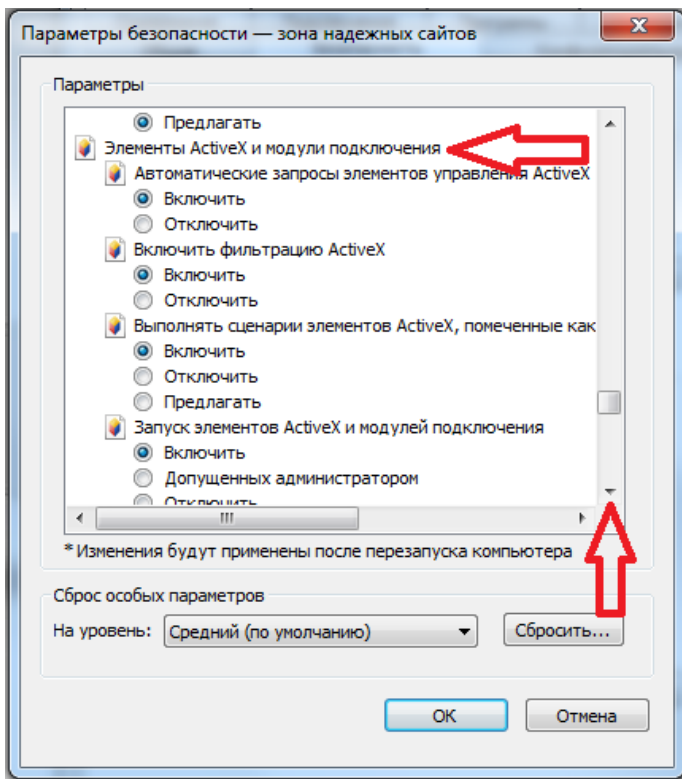 Параметры безопасности — зона надежных сайтов
Параметры
Предлагать
Элементы ActiveX и модули подключения
Автоматические запросы элементов управления ActiveX
Включить
Отключить
Включить фильтрацию ActiveX
Включить
Отключить
Выполнять сценарии элементов ActiveX, помеченные как
Включить
Отключить
Предлагать
Запуск элементов ActiveX и модулей подключения
Включить
Допущенных администратором
Отключить
* Изменения будут применены после перезапуска компьютера
Сброс особых параметров
На уровень: Средний (по умолчанию) Сбросить...
ОК Отмена